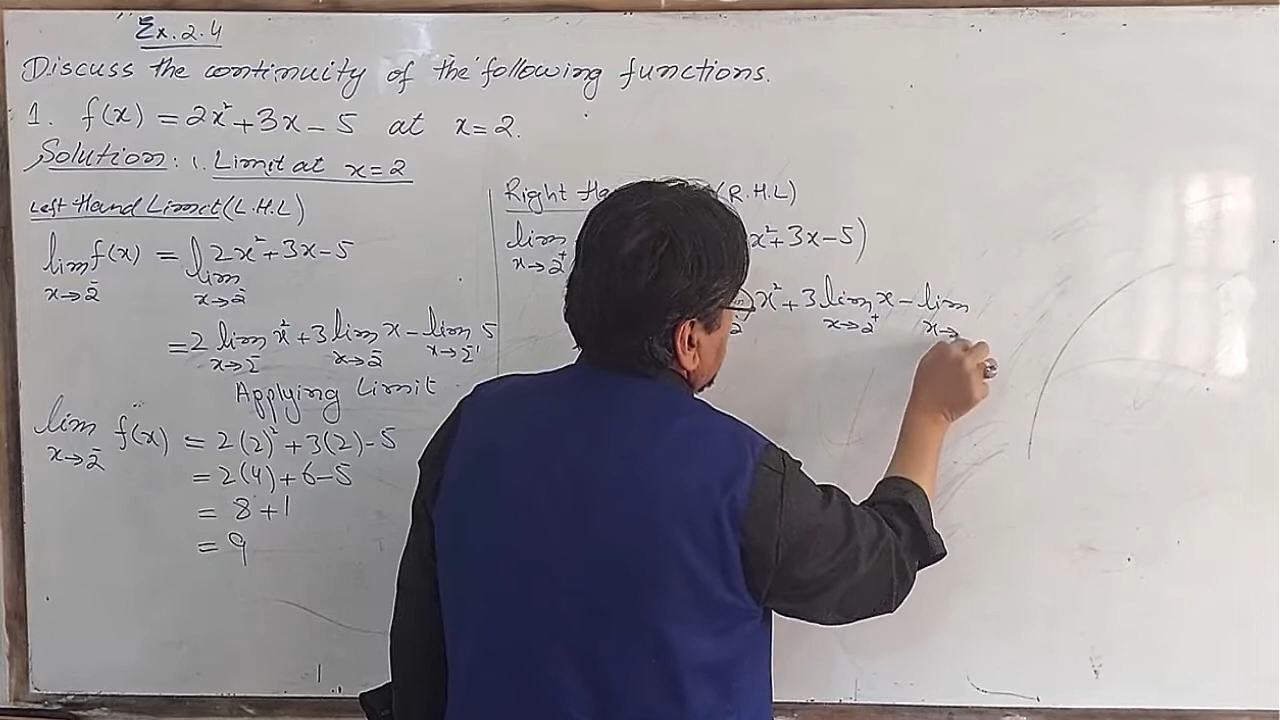 Ex. 2.4
Discuss the continuity of the following functions.
1. f(x) = 2x² + 3x - 5 at x = 2.
Solution: 1. Limit at x = 2
Left Hand Limit (L.H.L)
lim f(x) = lim 2x² + 3x - 5
x→2⁻ x→2⁻
= 2 lim x² + 3 lim x - lim 5
x→2⁻ x→2⁻ x→2⁻
Applying Limit
lim f(x) = 2(2)² + 3(2) - 5
x→2⁻
= 2(4) + 6 - 5
= 8 + 1
= 9
Right (R.H.L)
lim x² + 3x - 5)
x→2⁺
x² + 3 lim x - lim
x→2⁺ x→